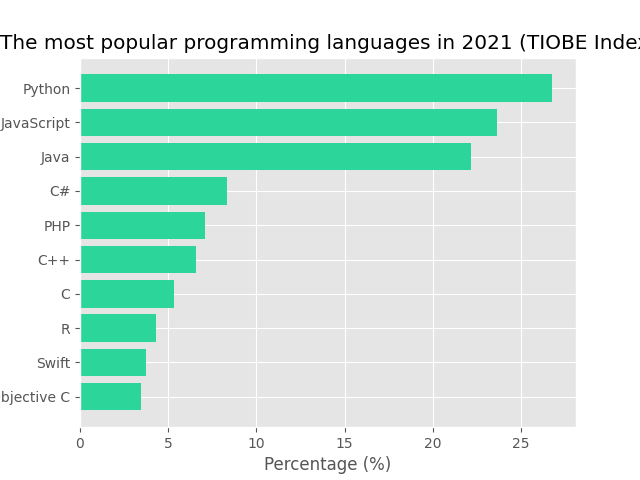 The most popular programming languages in 2021 (TIOBE Index
Python
JavaScript
Java
C#
PHP
C++
C
R
Swift
bjective C
0 5 10 15 20 25
Percentage (%)